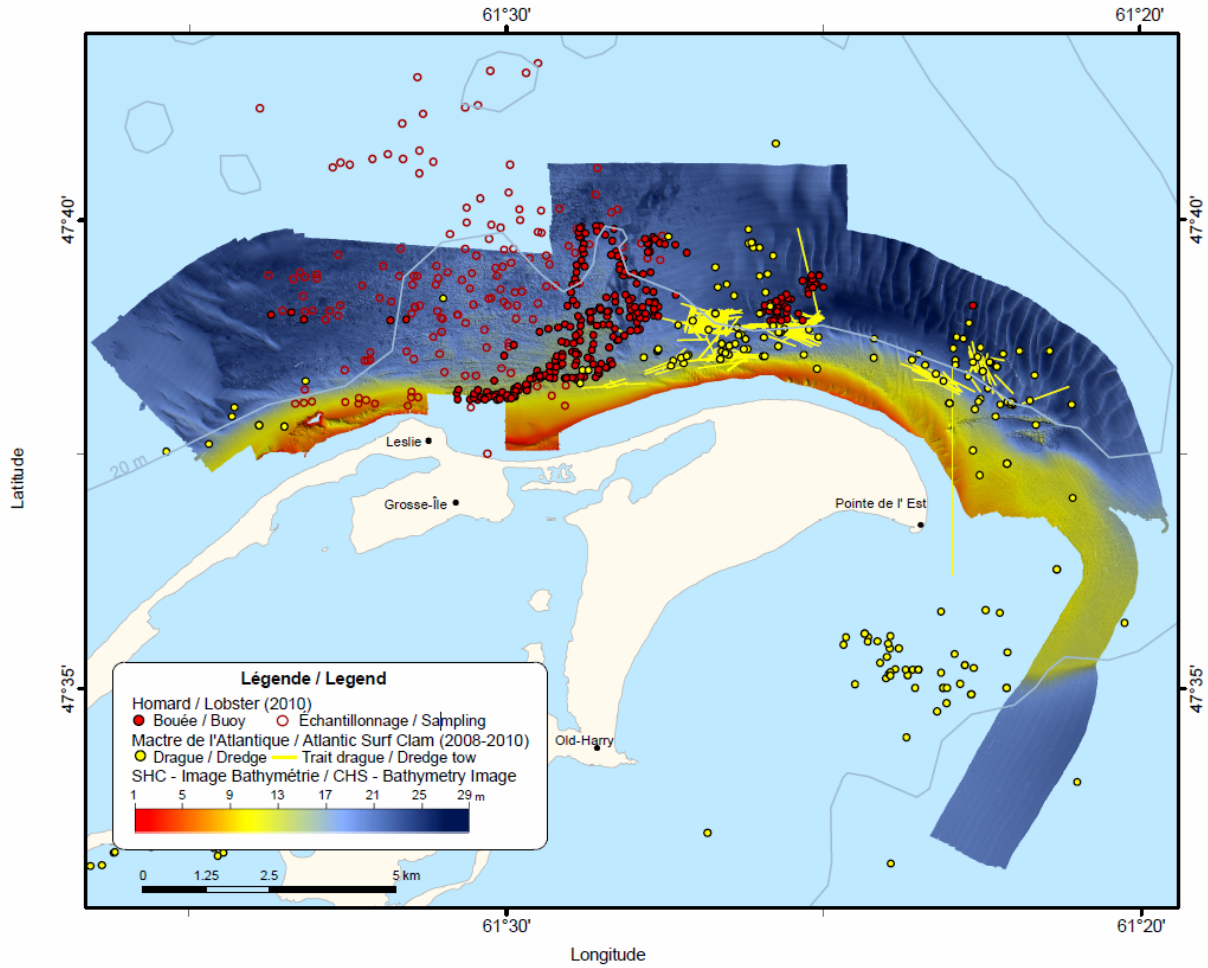 61°30'
61°20'
47°40'
47°40'
Latitude
20 m
Leslie
Grosse-Île
Pointe de l' Est
Old-Harry
47°35'
47°35'
Légende / Legend
Homard / Lobster (2010)
Bouée / Buoy
Échantillonnage / Sampling
Mactre de l'Atlantique / Atlantic Surf Clam (2008-2010)
Drague / Dredge
Trait drague / Dredge tow
SHC - Image Bathymétrie / CHS - Bathymetry Image
1 5 9 13 17 21 25 29 m
0 1.25 2.5 5 km
61°30'
61°20'
Longitude